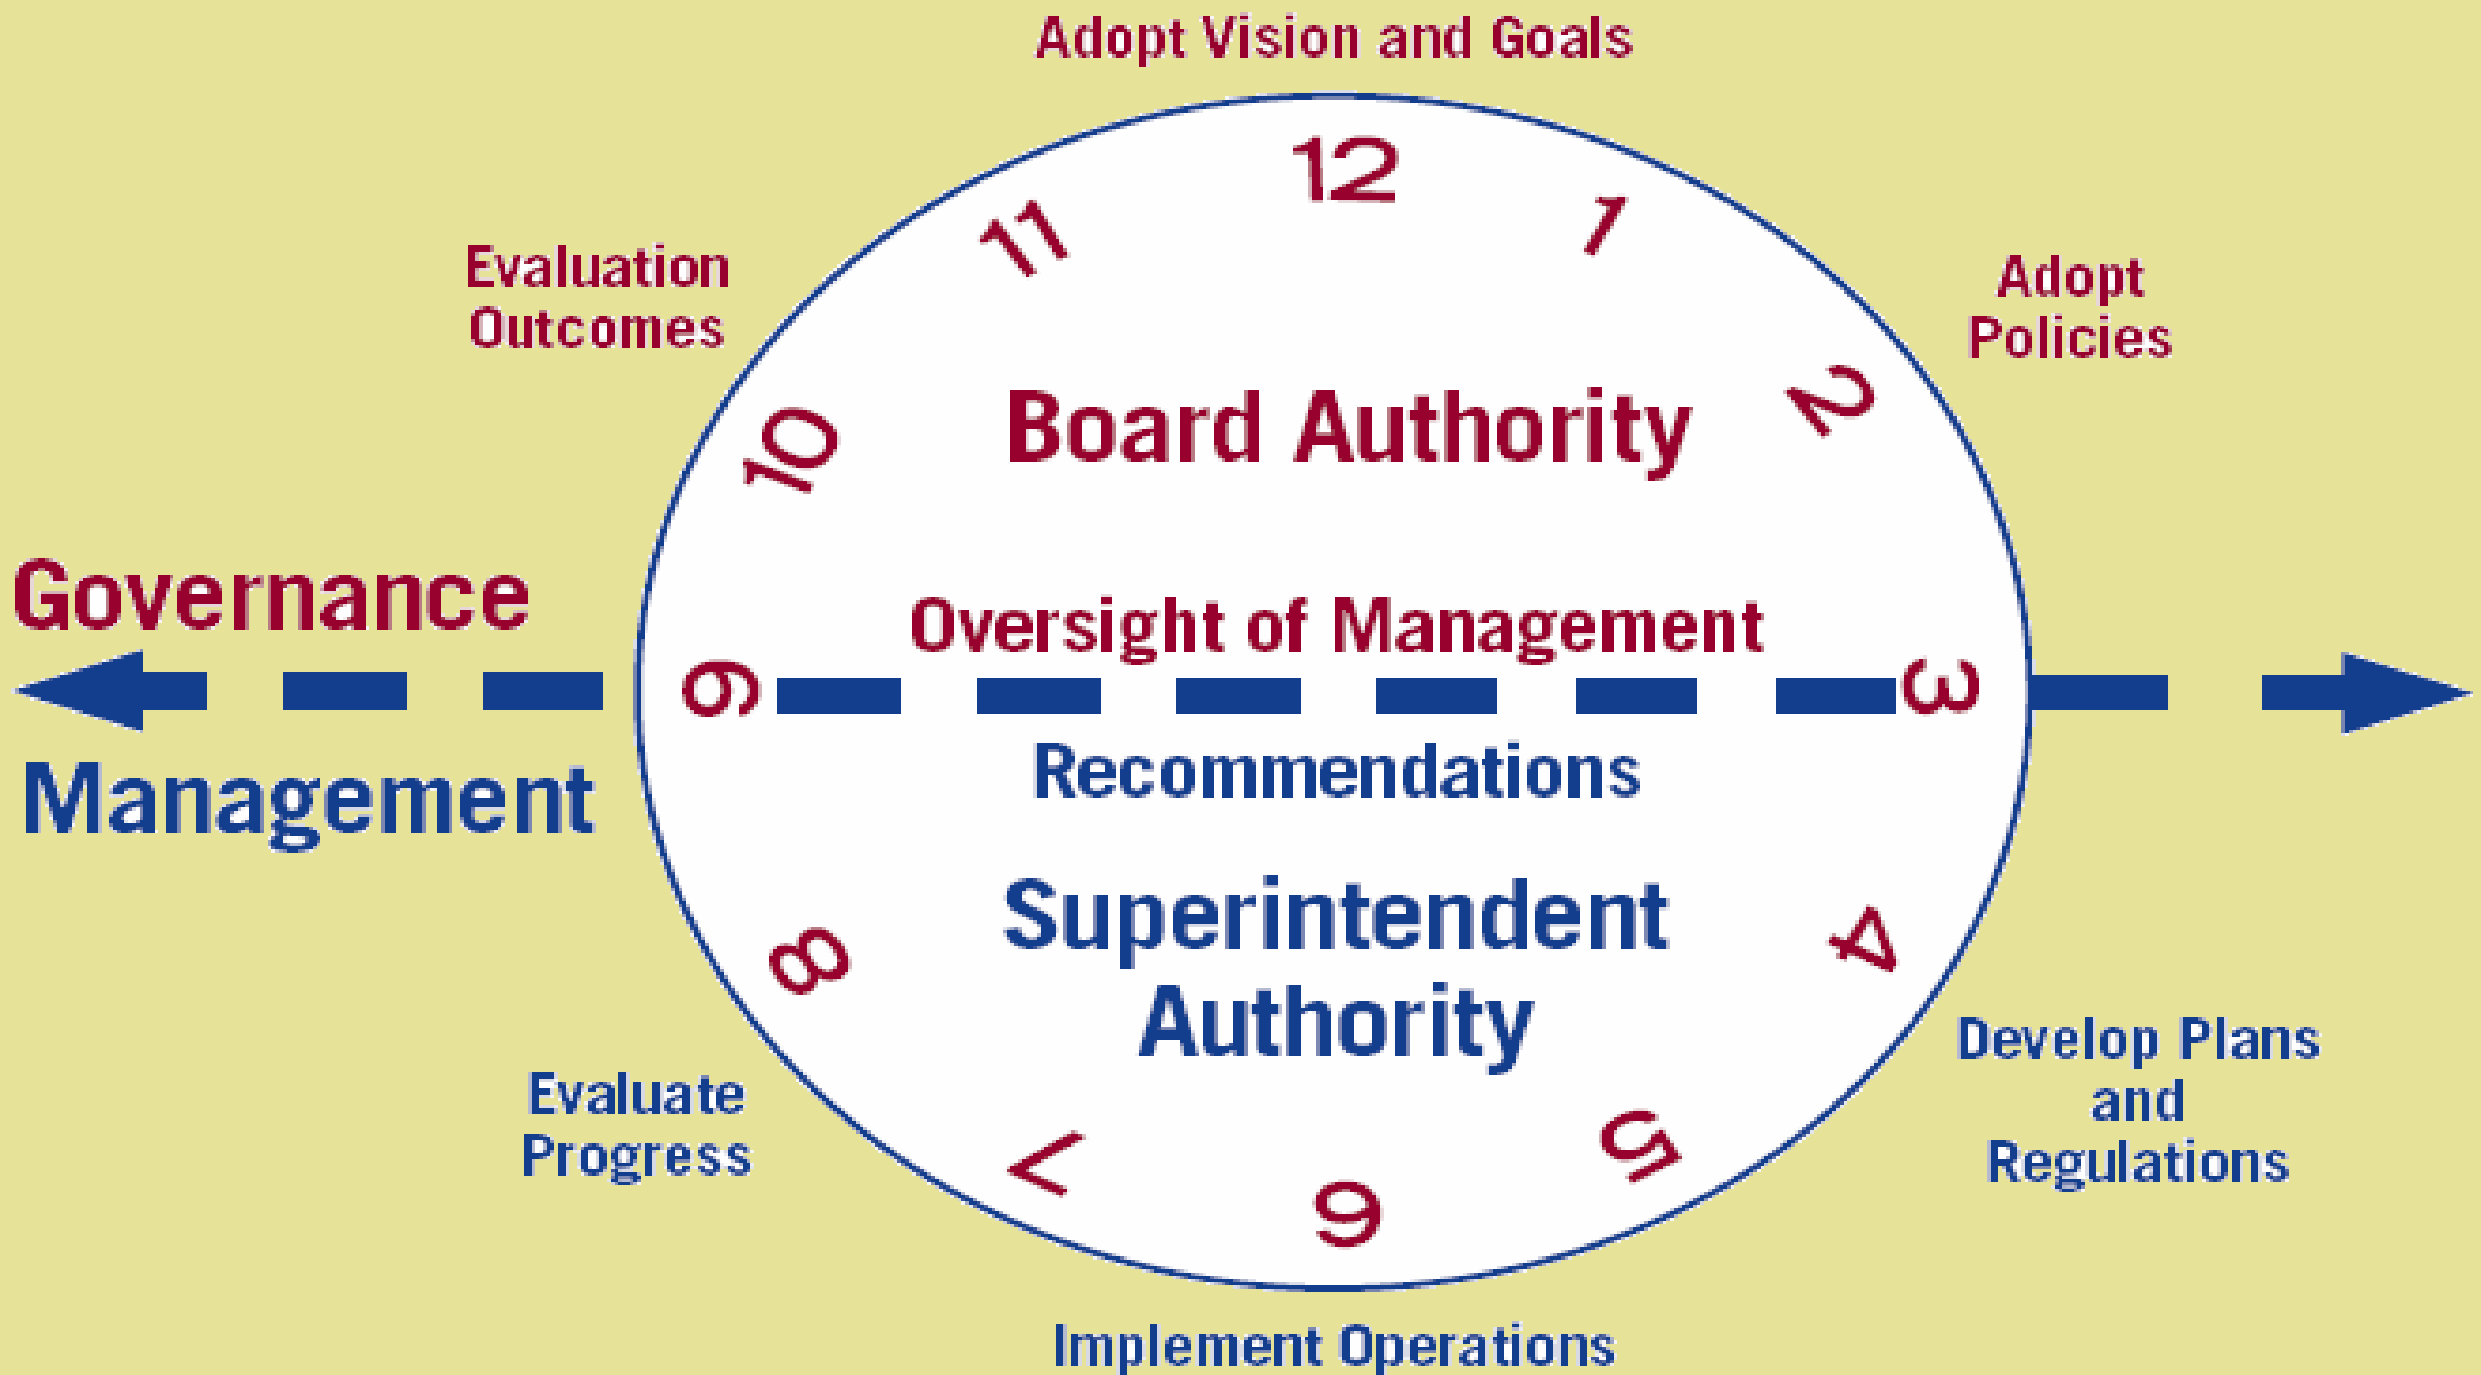 Adopt Vision and Goals
12
11
1
Evaluation
Outcomes
Adopt
Policies
10
2
Board Authority
Governance
Oversight of Management
9
3
Management
Recommendations
Superintendent
Authority
8
4
Evaluate
Progress
Develop Plans
and
Regulations
7
5
6
Implement Operations